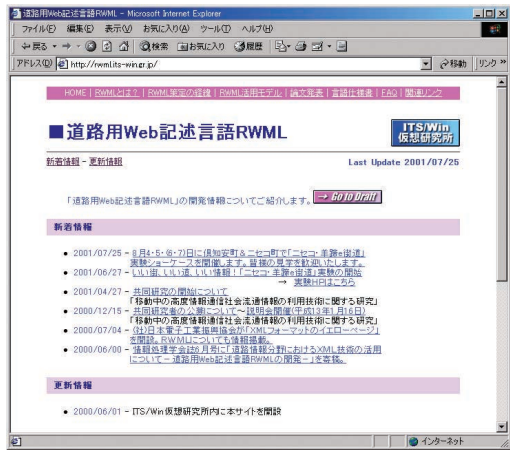 道路用Web記述言語RWML - Microsoft Internet Explorer
ファイル(F) 編集(E) 表示(V) お気に入り(A) ツール(T) ヘルプ(H)
戻る 検索 お気に入り 履歴
アドレス(D) http://rwml.its-win.gr.jp/ 移動 リンク »
HOME | RWMLとは? | RWML策定の経緯 | RWML活用モデル | 論文発表 | 言語仕様書 | FAQ | 関連リンク
■道路用Web記述言語RWML
ITS/Win
仮想研究所
新着情報 - 更新情報
Last Update 2001/07/25
「道路用Web記述言語RWML」の開発情報についてご紹介します。 → Go to Draft
新着情報
• 2001/07/25 - 8月4・5・(6・7)日に倶知安町&ニセコ町で「ニセコ・羊蹄e街道」
実験ショーケースを開催します。皆様の見学を歓迎いたします。
• 2001/06/27 - いい街、いい道、いい情報!「ニセコ・羊蹄e街道」実験の開始
→ 実験HPはこちら
• 2001/04/27 - 共同研究の開始について
「移動中の高度情報通信社会流通情報の利用技術に関する研究」
• 2000/12/15 - 共同研究者の公募について~説明会開催(平成13年1月16日)
「移動中の高度情報通信社会流通情報の利用技術に関する研究」
• 2000/07/04 - (社)日本電子工業振興協会が「XMLフォーマットのイエローページ」
を開設。RWMLについても情報掲載。
• 2000/06/00 - 情報処理学会誌6月号に「道路情報分野におけるXML技術の活用
について-道路用Web記述言語RWMLの開発-」を寄稿。
更新情報
• 2000/06/01 - ITS/Win仮想研究所内に本サイトを開設
インターネット